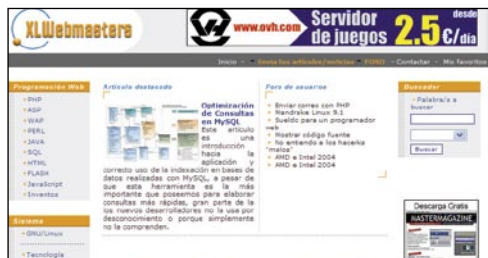 XLWebmasters
www.ovh.com
Servidor
de juegos
desde
2.5€/día
Inicio - Envía tus artículos/noticias - FORO - Contactar - Mis Favoritos
Programación Web
PHP
ASP
WAP
PERL
JAVA
SQL
HTML
FLASH
JavaScript
Inventos
Sistema
GNU/Linux
Tecnología
Artículo destacado
Optimización
de Consultas
en MySQL
Este artículo
es una
introducción
hacia la
aplicación y
correcto uso de la indexación en bases de
datos realizadas con MySQL, a pesar de
que esta herramienta es la más
importante que poseemos para elaborar
consultas más rápidas, gran parte de la
los nuevos desarrolladores no la usa por
desconocimiento o porque simplemente
no la comprenden.
Foro de usuarios
Enviar correo con PHP
Mandrake Linux 9.1
Sueldo para un programador
web
Mostrar código fuente
No entiendo a los hacerks
"malos"
AMD e Intel 2004
AMD e Intel 2004
Buscador
Palabra/s a
buscar
Buscar
Descarga Gratis
MASTERMAGAZINE